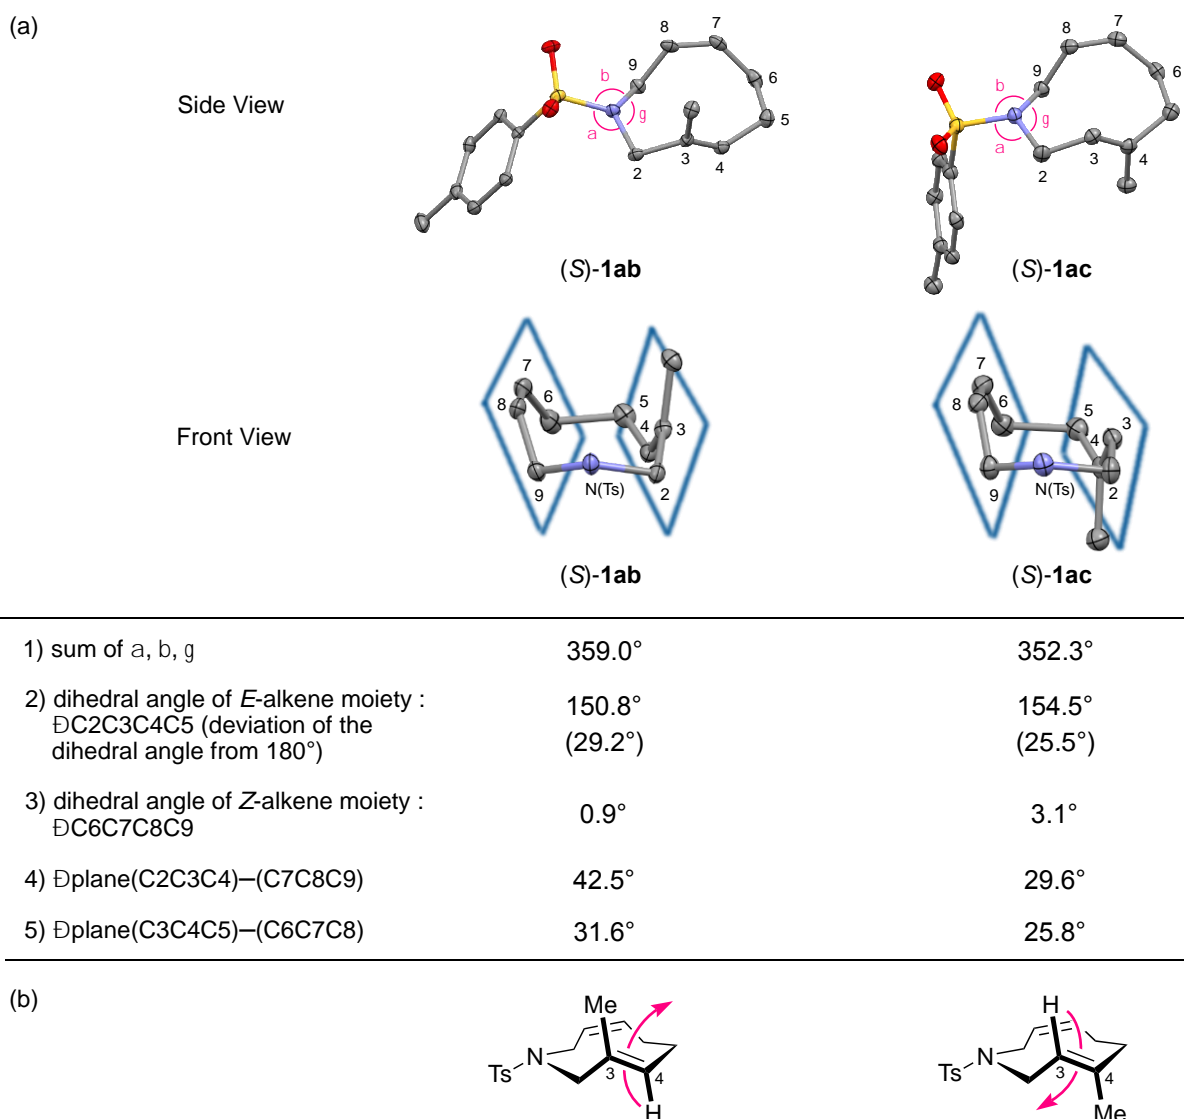 (a)
8 7 6 5 4 3 2 9 b a g
8 7 6 4 3 2 9 b a g
Side View
(S)-1ab
(S)-1ac
7 8 6 5 4 3 9 N(Ts) 2
7 8 6 5 4 3 9 N(Ts) 2
Front View
(S)-1ab
(S)-1ac
1) sum of a, b, g 359.0° 352.3°
2) dihedral angle of E-alkene moiety : 150.8° 154.5°
ÐC2C3C4C5 (deviation of the (29.2°) (25.5°)
dihedral angle from 180°)
3) dihedral angle of Z-alkene moiety : 0.9° 3.1°
ÐC6C7C8C9
4) Ðplane(C2C3C4)–(C7C8C9) 42.5° 29.6°
5) Ðplane(C3C4C5)–(C6C7C8) 31.6° 25.8°
(b)
Me H
N N
Ts 3 4 Ts 3 4
H Me